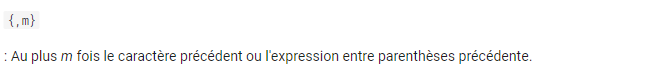 {,m}
: Au plus m fois le caractère précédent ou l'expression entre parenthèses précédente.